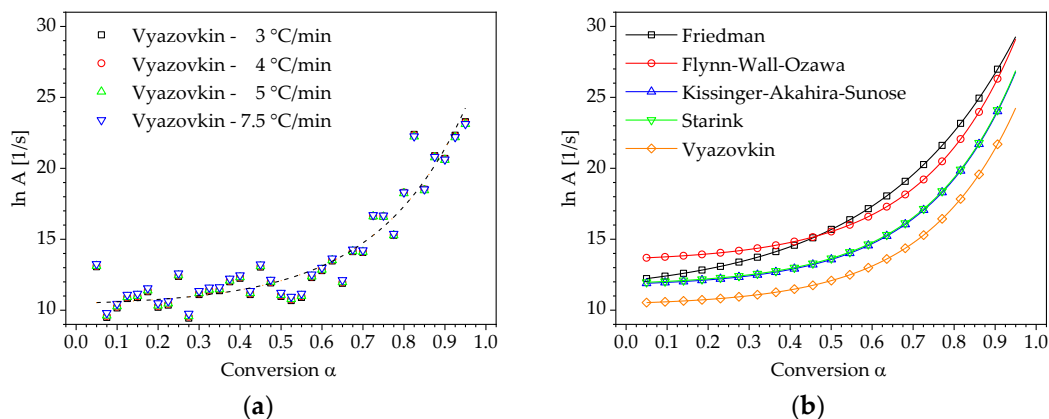 30
25
20
15
10
ln A [1/s]
Vyazovkin - 3 °C/min
Vyazovkin - 4 °C/min
Vyazovkin - 5 °C/min
Vyazovkin - 7.5 °C/min
0.0 0.1 0.2 0.3 0.4 0.5 0.6 0.7 0.8 0.9 1.0
Conversion α
(a)
30
25
20
15
10
ln A [1/s]
Friedman
Flynn-Wall-Ozawa
Kissinger-Akahira-Sunose
Starink
Vyazovkin
0.0 0.1 0.2 0.3 0.4 0.5 0.6 0.7 0.8 0.9 1.0
Conversion α
(b)